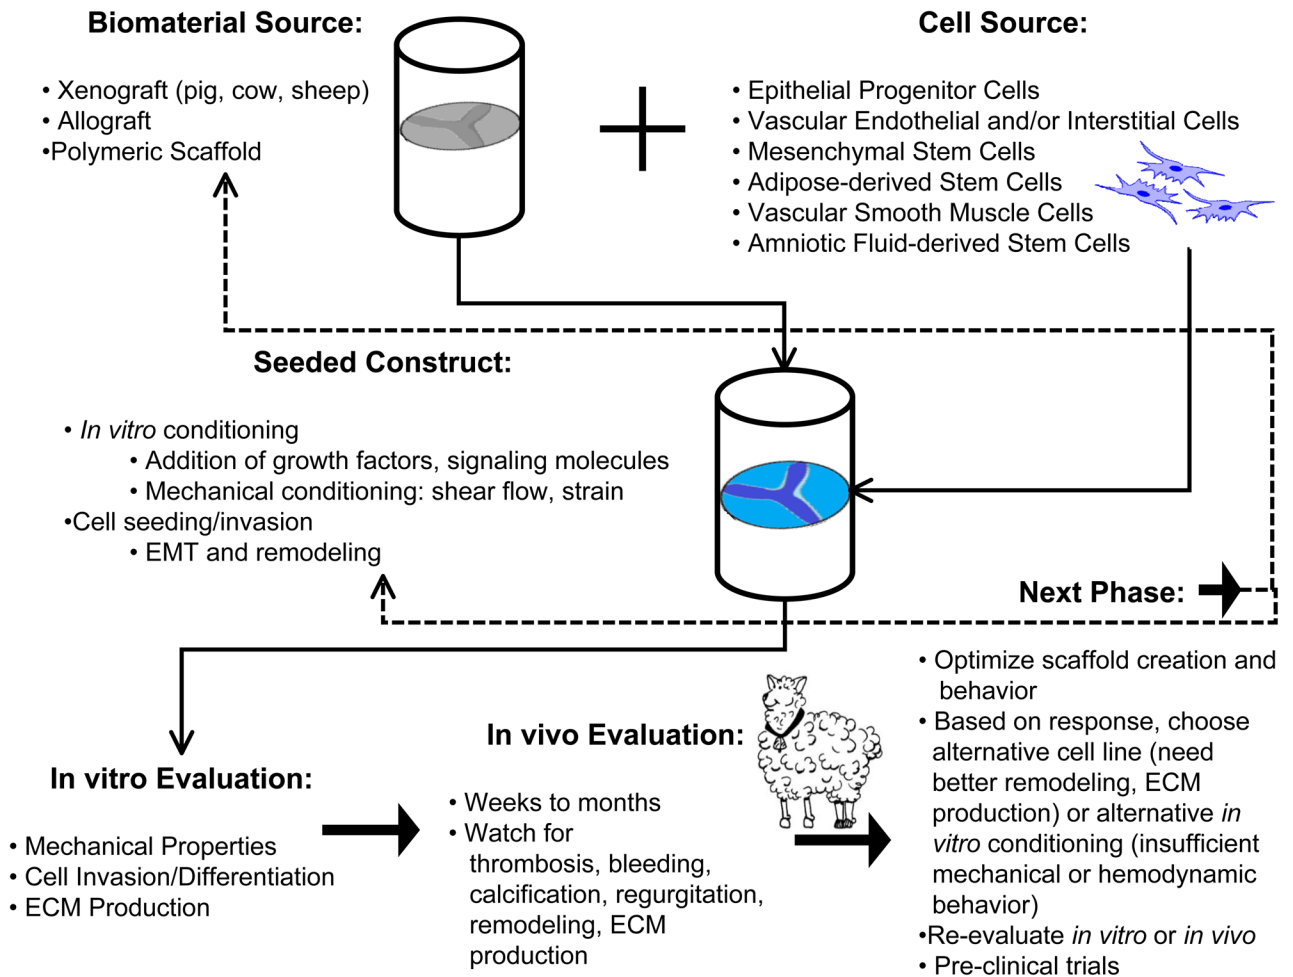 Biomaterial Source:
• Xenograft (pig, cow, sheep)
• Allograft
•Polymeric Scaffold
Cell Source:
• Epithelial Progenitor Cells
• Vascular Endothelial and/or Interstitial Cells
• Mesenchymal Stem Cells
• Adipose-derived Stem Cells
• Vascular Smooth Muscle Cells
• Amniotic Fluid-derived Stem Cells
Seeded Construct:
• In vitro conditioning
• Addition of growth factors, signaling molecules
• Mechanical conditioning: shear flow, strain
•Cell seeding/invasion
• EMT and remodeling
In vitro Evaluation:
• Mechanical Properties
• Cell Invasion/Differentiation
• ECM Production
In vivo Evaluation:
• Weeks to months
• Watch for
thrombosis, bleeding,
calcification, regurgitation,
remodeling, ECM
production
Next Phase:
• Optimize scaffold creation and
behavior
• Based on response, choose
alternative cell line (need
better remodeling, ECM
production) or alternative in
vitro conditioning (insufficient
mechanical or hemodynamic
behavior)
•Re-evaluate in vitro or in vivo
• Pre-clinical trials